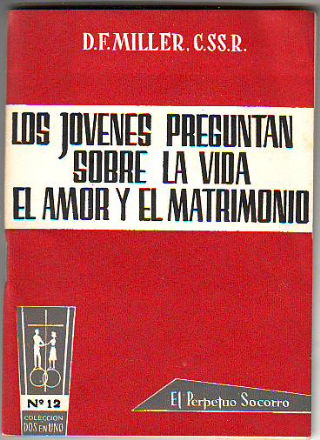 D.F. MILLER, C.SS.R.
LOS JOVENES PREGUNTAN
SOBRE LA VIDA
EL AMOR Y EL MATRIMONIO
Nº 12
COLECCION
DOS EN UNO
El Perpetuo Socorro